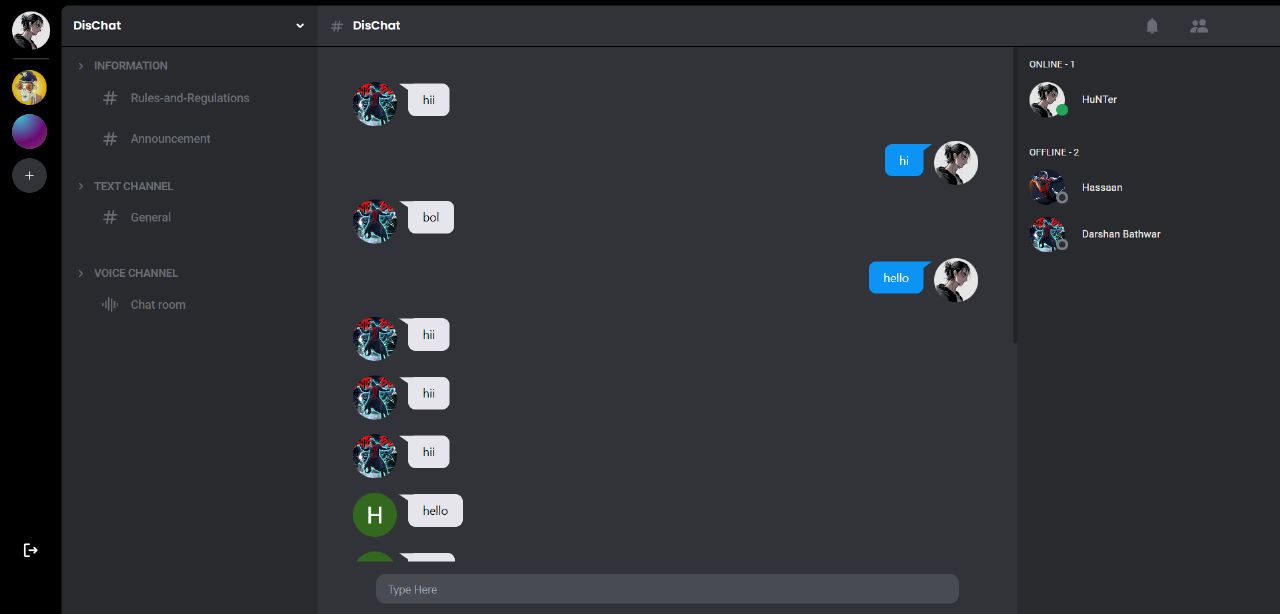 DisChat
INFORMATION
# Rules-and-Regulations
# Announcement
TEXT CHANNEL
# General
VOICE CHANNEL
Chat room
# DisChat
hii
hi
bol
hello
hii
hii
hii
H hello
Type Here
ONLINE - 1
HuNTer
OFFLINE - 2
Hassaan
Darshan Bathwar